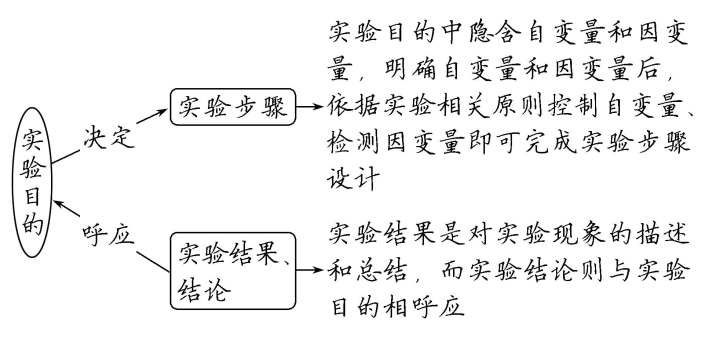 实验目的
决定
呼应
实验步骤
实验目的中隐含自变量和因变
量，明确自变量和因变量后，
依据实验相关原则控制自变量、
检测因变量即可完成实验步骤
设计
实验结果、
结论
实验结果是对实验现象的描述
和总结，而实验结论则与实验
目的相呼应